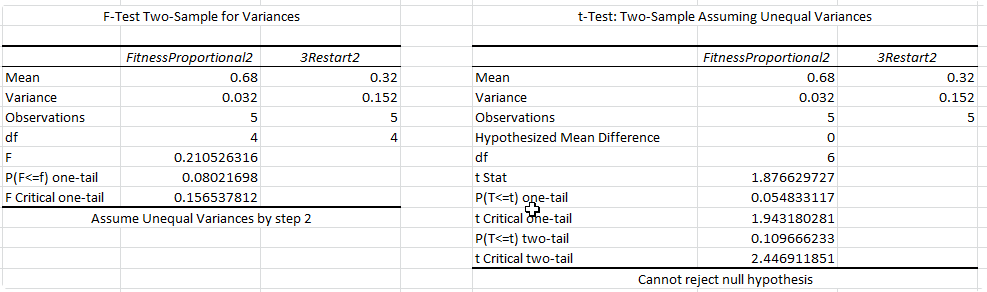 F-Test Two-Sample for Variances
FitnessProportional2 3Restart2
Mean 0.68 0.32
Variance 0.032 0.152
Observations 5 5
df 4 4
F 0.210526316
P(F<=f) one-tail 0.08021698
F Critical one-tail 0.156537812
Assume Unequal Variances by step 2
t-Test: Two-Sample Assuming Unequal Variances
FitnessProportional2 3Restart2
Mean 0.68 0.32
Variance 0.032 0.152
Observations 5 5
Hypothesized Mean Difference 0
df 6
t Stat 1.876629727
P(T<=t) one-tail 0.054833117
t Critical one-tail 1.943180281
P(T<=t) two-tail 0.109666233
t Critical two-tail 2.446911851
Cannot reject null hypothesis